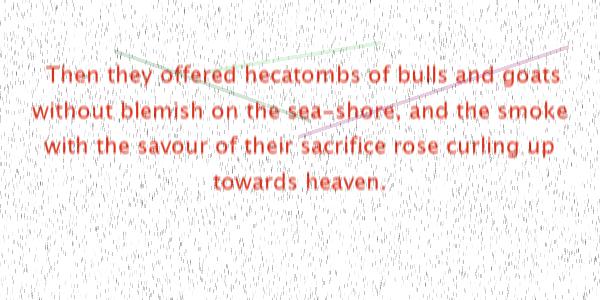 Then they offered hecatombs of bulls and goats
without blemish on the sea-shore, and the smoke
with the savour of their sacrifice rose curling up
towards heaven.